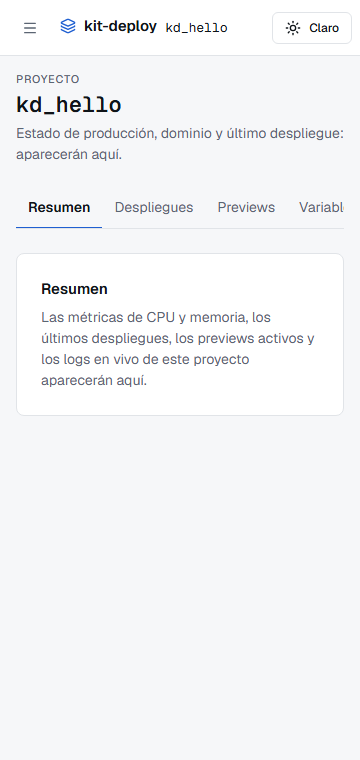 kit-deploy kd_hello Claro
PROYECTO
kd_hello
Estado de producción, dominio y último despliegue:
aparecerán aquí.
Resumen Despliegues Previews Variabl
Resumen
Las métricas de CPU y memoria, los
últimos despliegues, los previews activos y
los logs en vivo de este proyecto
aparecerán aquí.